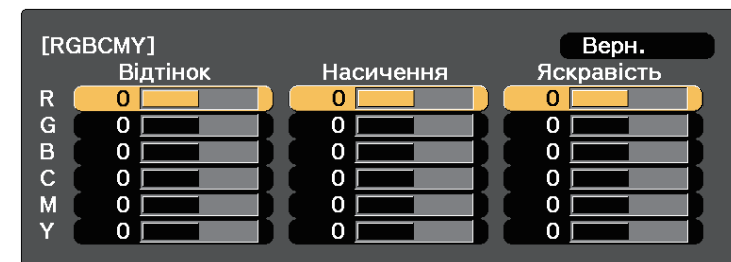 [RGBCMY] Верн.
Відтінок Насичення Яскравість
R 0 0 0
G 0 0 0
B 0 0 0
C 0 0 0
M 0 0 0
Y 0 0 0